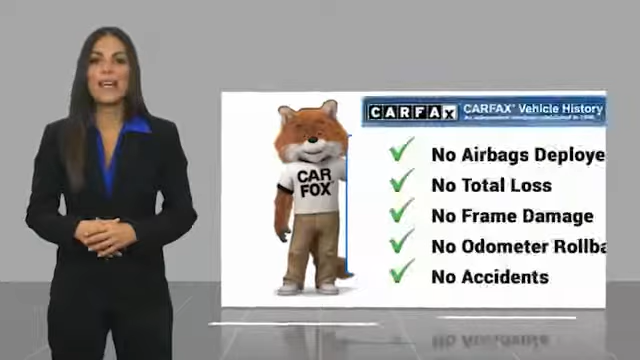 CARFAX CARFAX Vehicle History
CAR
FOX
No Airbags Deploye
No Total Loss
No Frame Damage
No Odometer Rollba
No Accidents